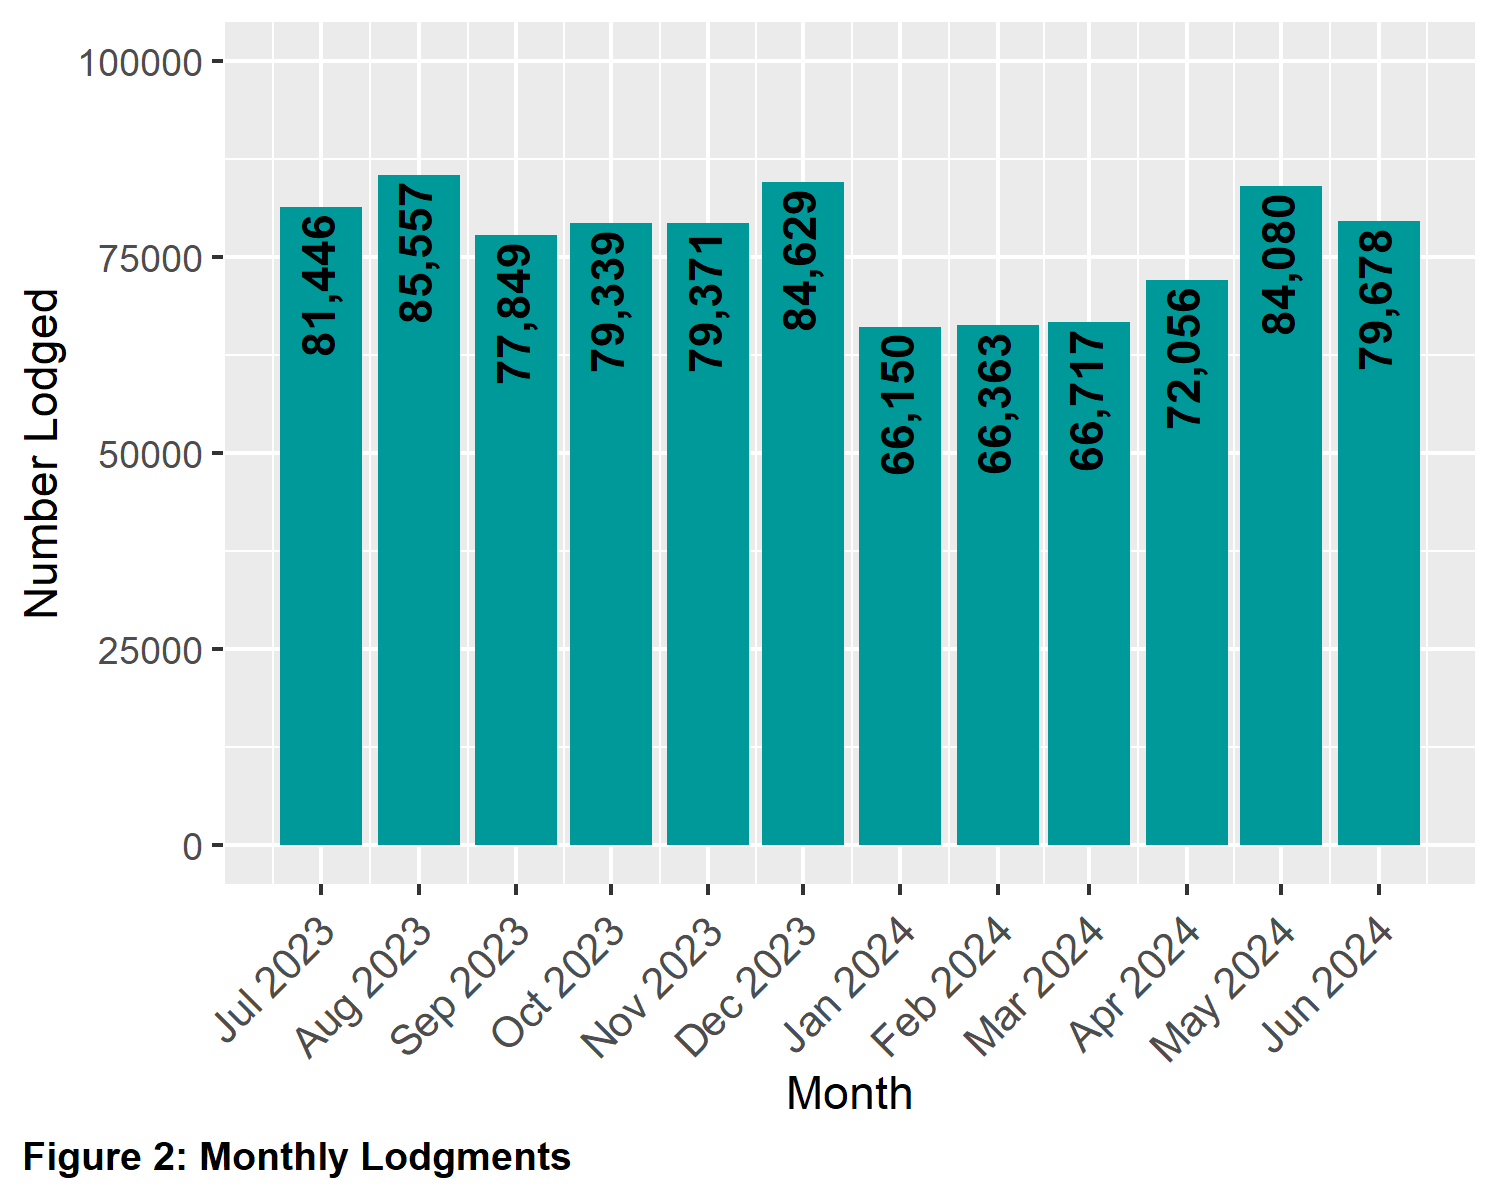 Number Lodged
100000
75000
50000
25000
0
81,446
85,557
77,849
79,339
79,371
84,629
66,150
66,363
66,717
72,056
84,080
79,678
Jul 2023
Aug 2023
Sep 2023
Oct 2023
Nov 2023
Dec 2023
Jan 2024
Feb 2024
Mar 2024
Apr 2024
May 2024
Jun 2024
Month
Figure 2: Monthly Lodgments